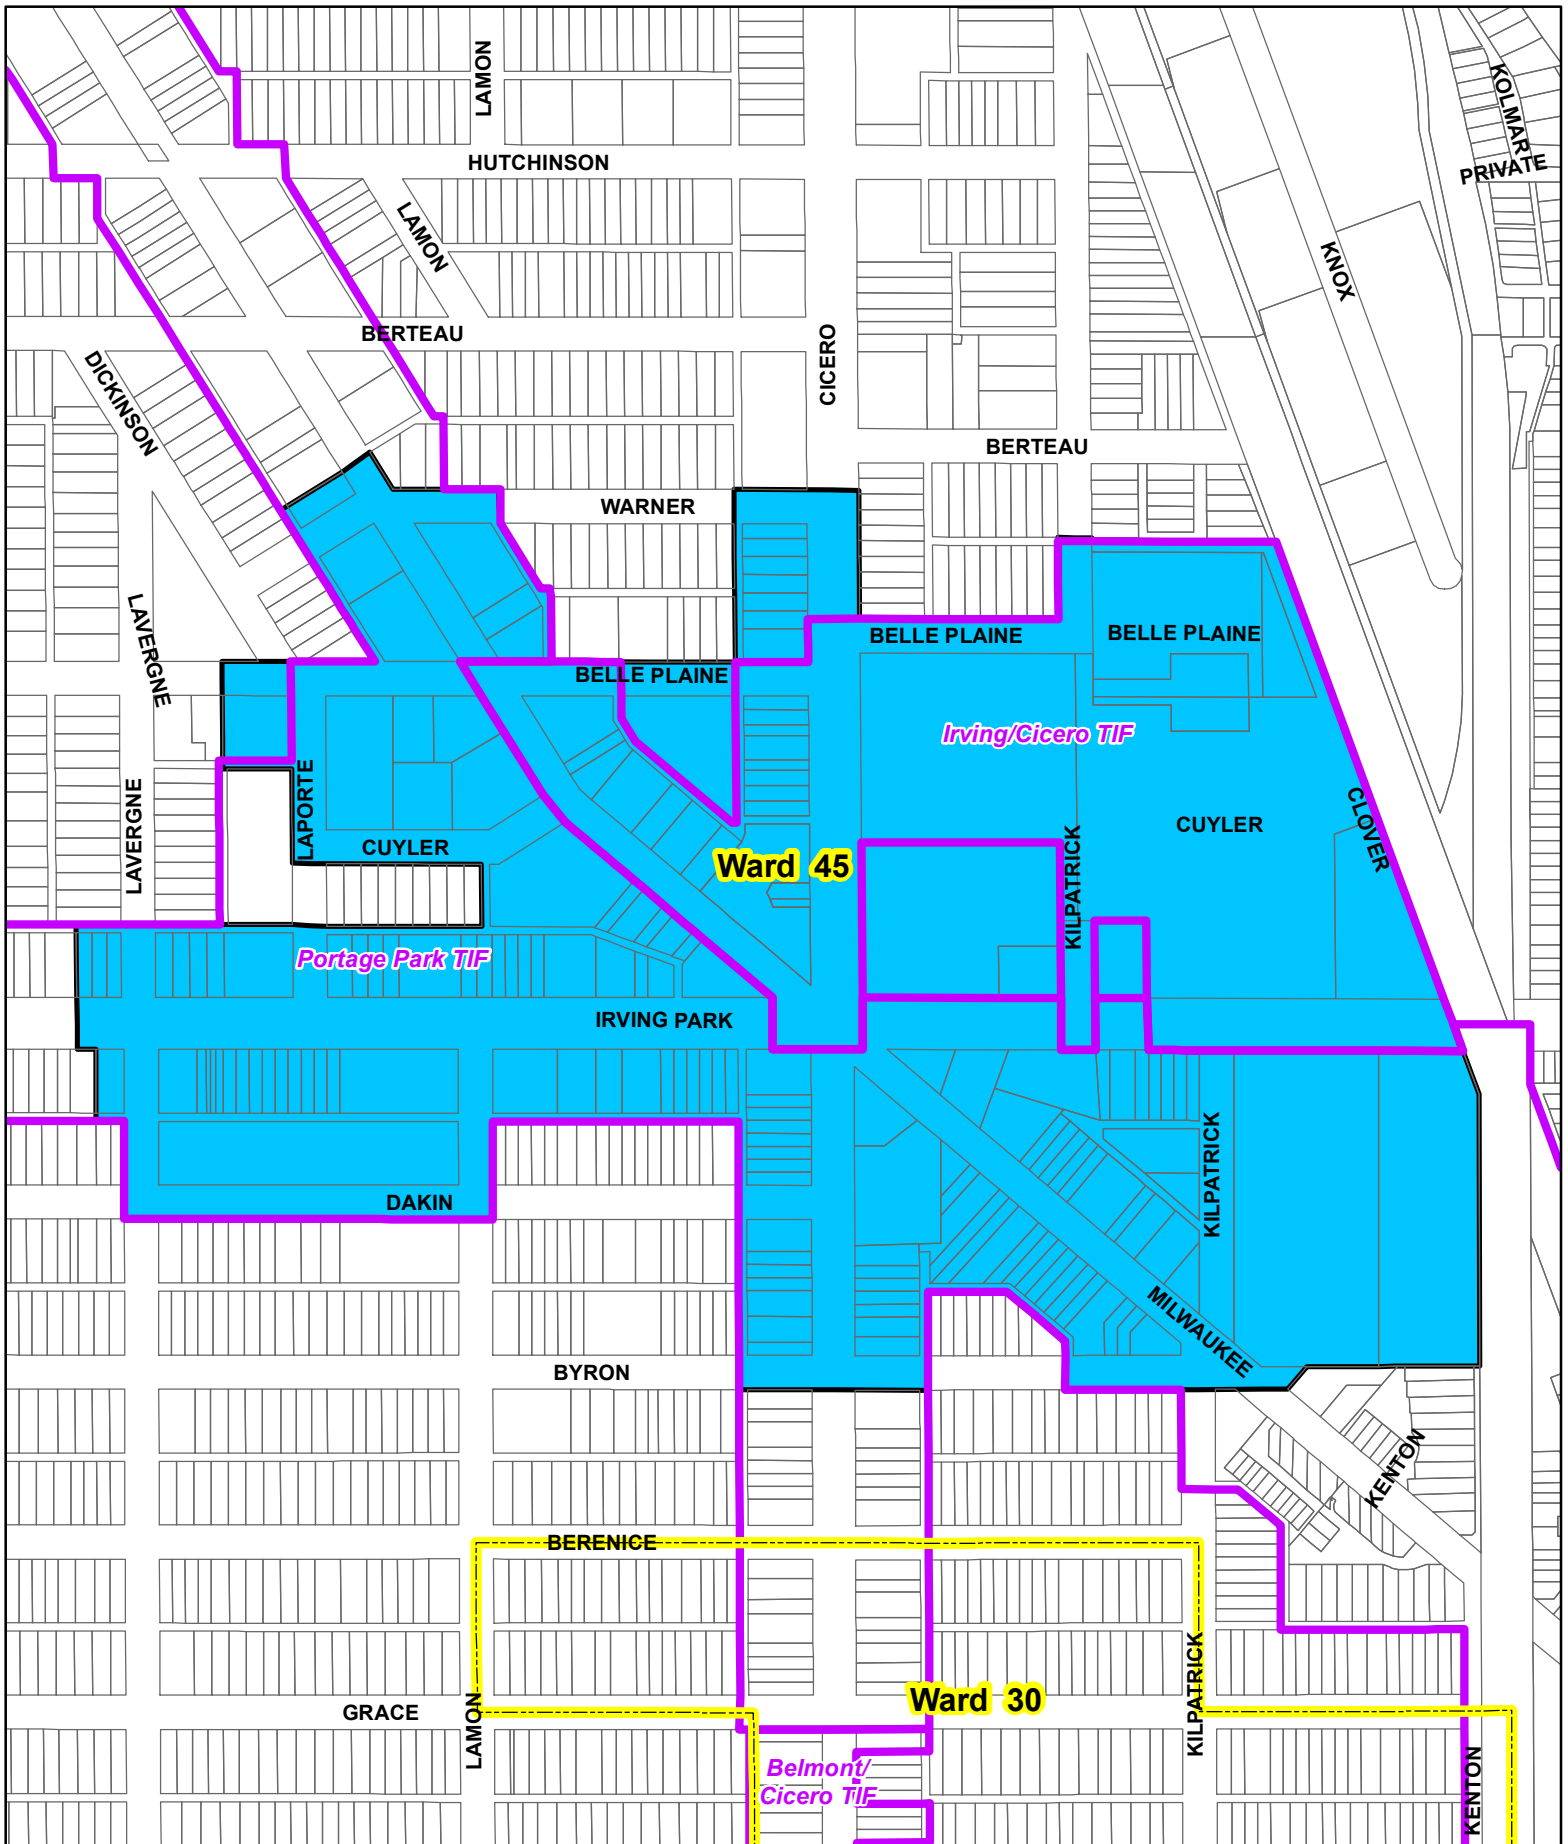 LAMON
KOLMAR
HUTCHINSON
PRIVATE
LAMON
KNOX
BERTEAU
CICERO
DICKINSON
BERTEAU
WARNER
LAVERGNE
BELLE PLAINE
BELLE PLAINE
BELLE PLAINE
Irving/Cicero TIF
LAPORTE
LAVERGNE
CUYLER
CLOVER
CUYLER
Ward 45
KILPATRICK
Portage Park TIF
IRVING PARK
KILPATRICK
DAKIN
MILWAUKEE
BYRON
KENTON
BERENICE
KILPATRICK
Ward 30
GRACE
LAMON
Belmont/
Cicero TIF
KENTON